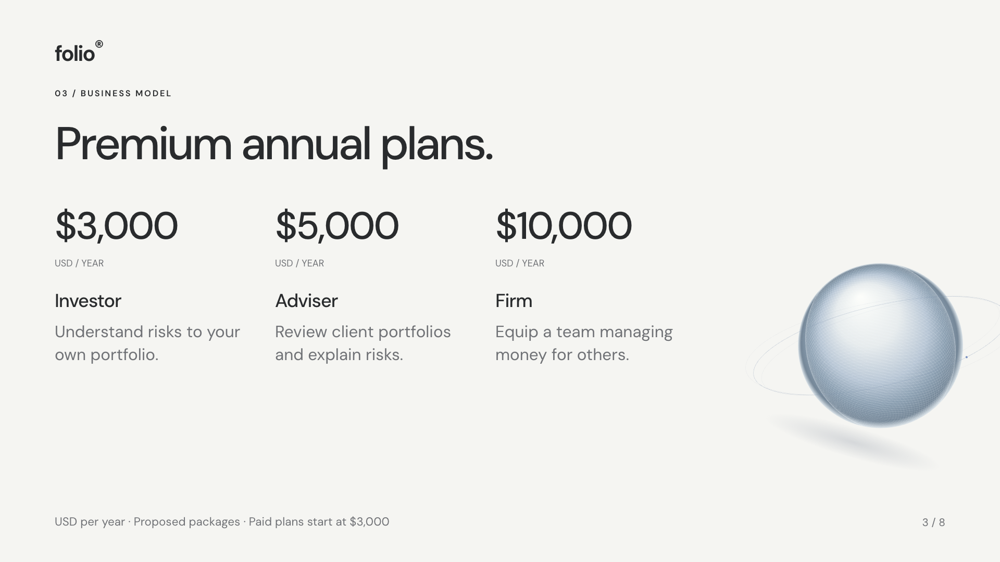 folio®
03 / BUSINESS MODEL
Premium annual plans.
$3,000
USD / YEAR
Investor
Understand risks to your
own portfolio.
$5,000
USD / YEAR
Adviser
Review client portfolios
and explain risks.
$10,000
USD / YEAR
Firm
Equip a team managing
money for others.
USD per year · Proposed packages · Paid plans start at $3,000
3 / 8